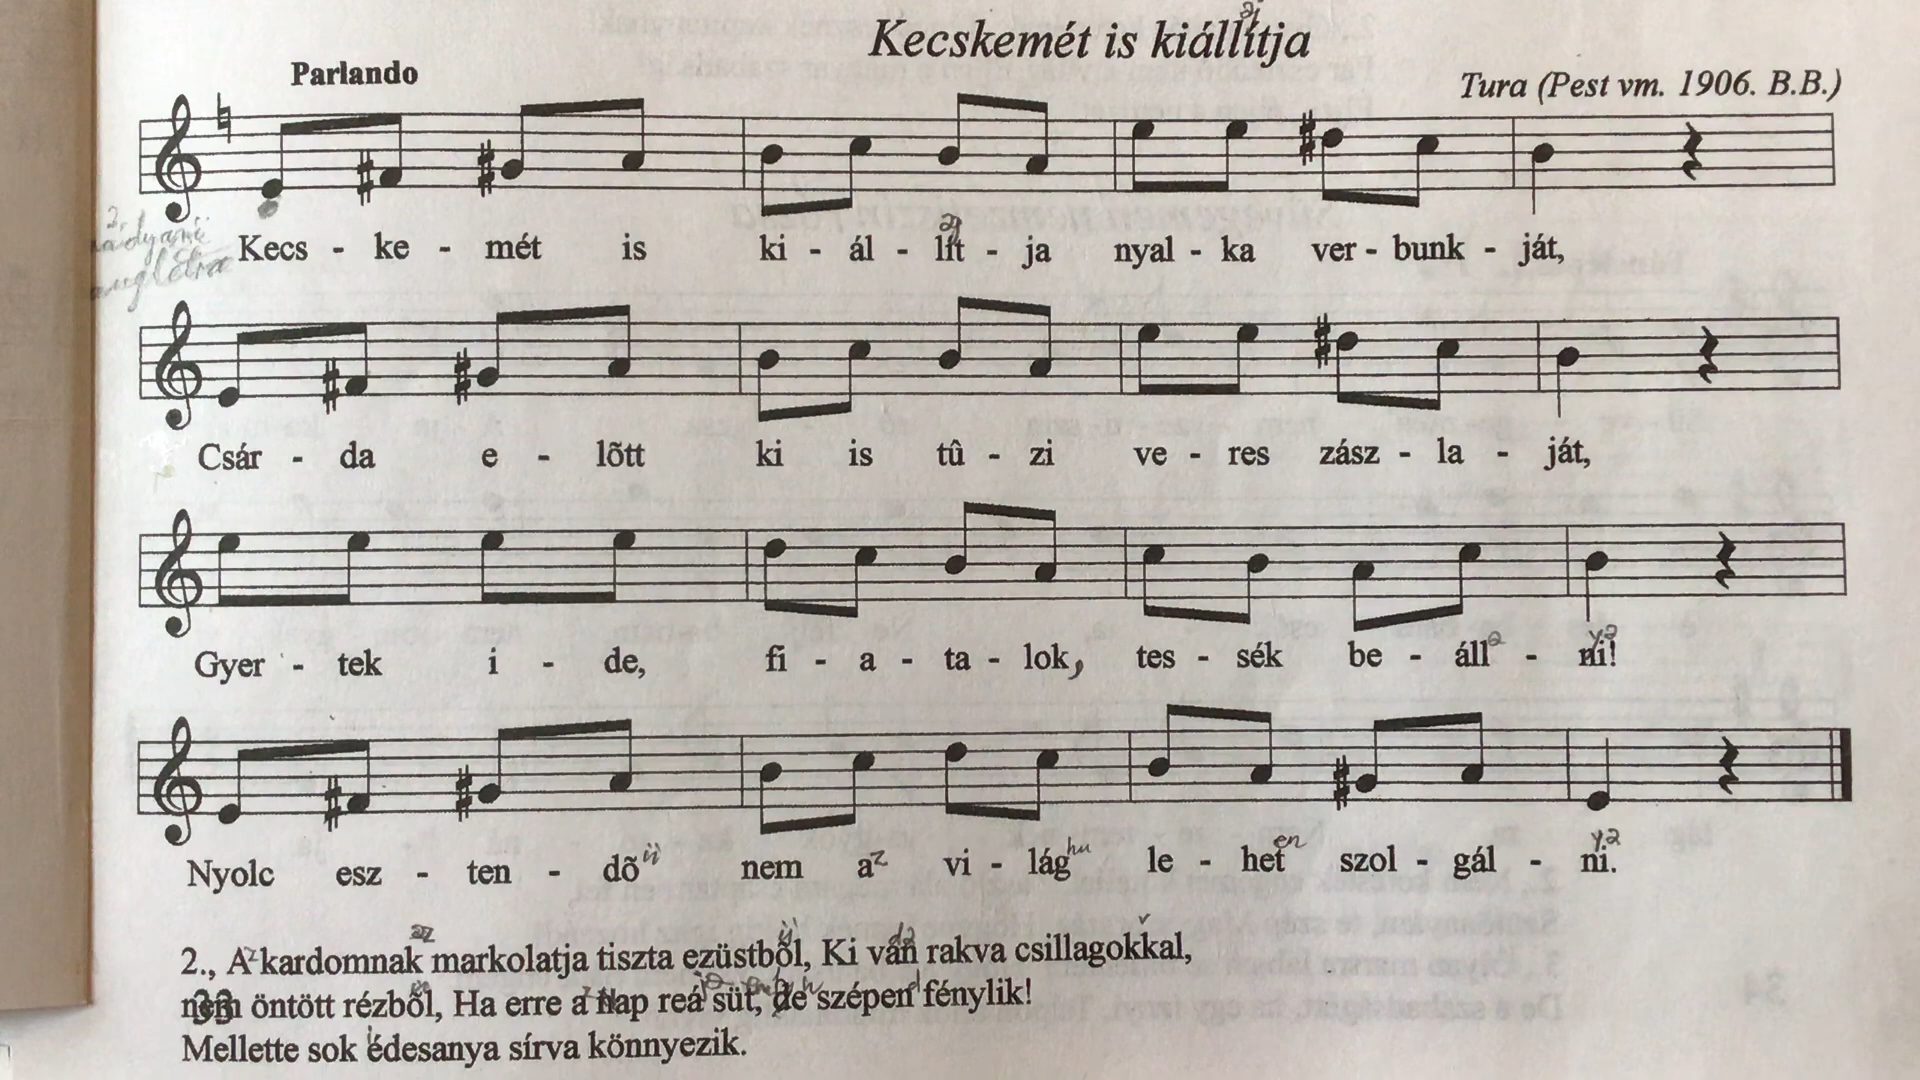 Kecskemét is kiállítja
Parlando
Tura (Pest vm. 1906. B.B.)
Kecs - ke - mét is ki - ál - lít - ja nyal - ka ver - bunk - ját,
Csár - da e - lõtt ki is tû - zi ve - res zász - la - ját,
Gyer - tek i - de, fi - a - ta - lok, tes - sék be - áll - ni!
Nyolc esz - ten - dõ nem a vi - lág le - het szol - gál - ni.
2., A kardomnak markolatja tiszta ezüstbõl, Ki van rakva csillagokkal,
nem öntött rézbõl, Ha erre a nap reá süt, de szépen fénylik!
33
Mellette sok édesanya sírva könnyezik.